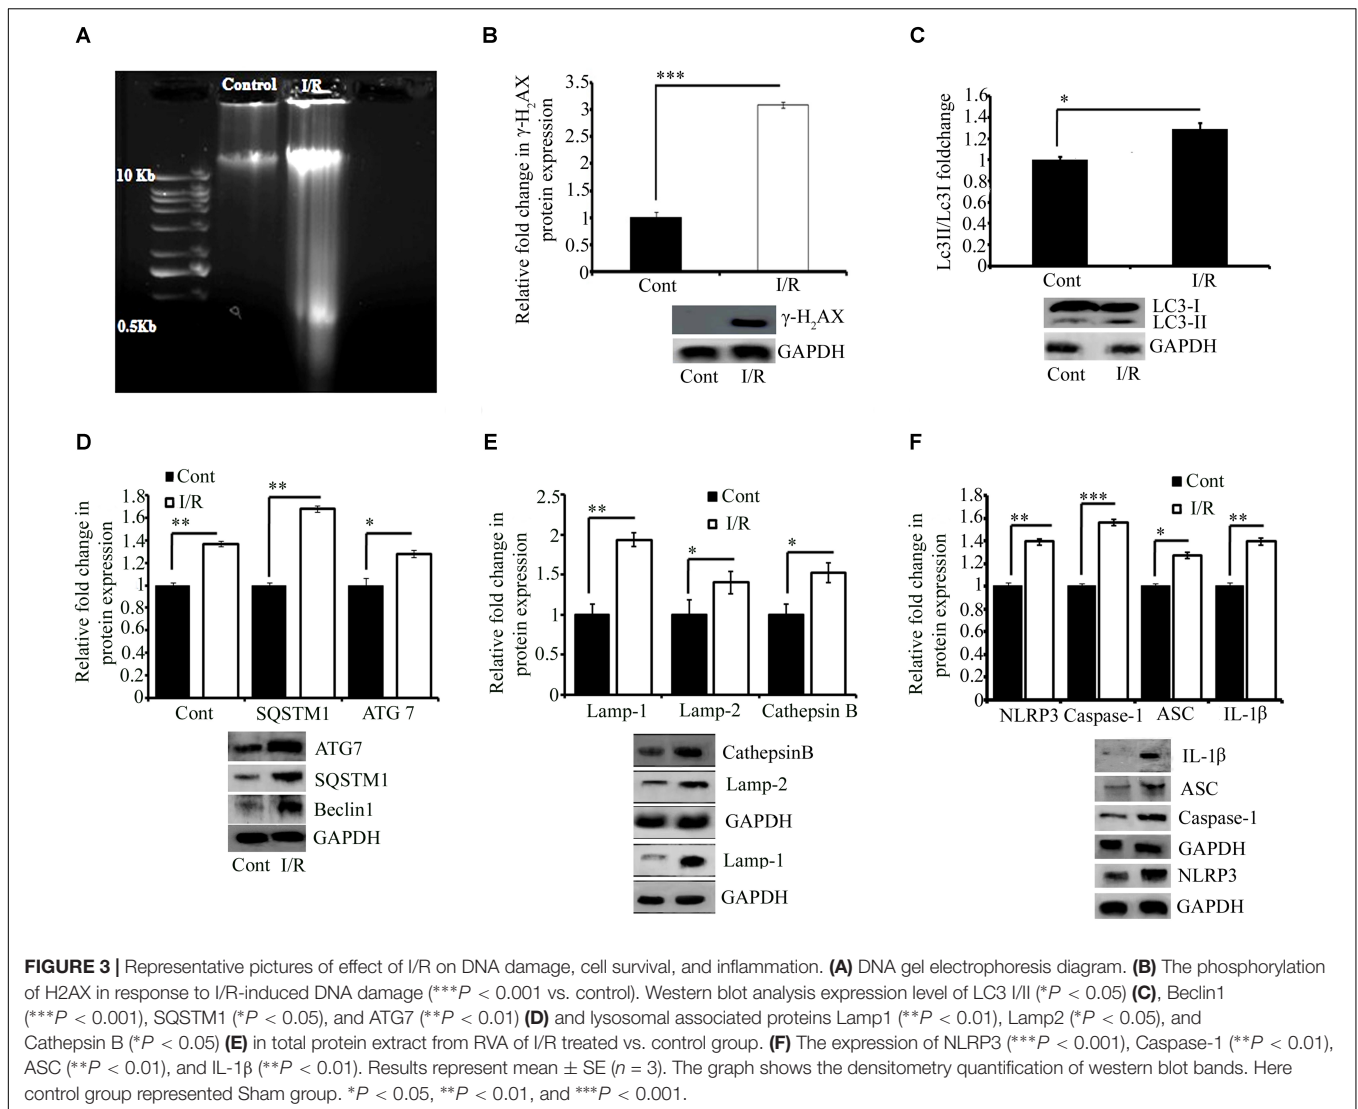 A
Control I/R
10 Kb
0.5Kb
B
Relative fold change in γ-H2AX
protein expression
3.5
3
2.5
2
1.5
1
0.5
0
***
Cont I/R
γ-H2AX
GAPDH
Cont I/R
C
Lc3II/Lc3I foldchange
1.6
1.4
1.2
1
0.8
0.6
0.4
0.2
0
*
Cont I/R
LC3-I
LC3-II
GAPDH
Cont I/R
D
Cont
I/R
Relative fold change in
protein expression
1.8
1.6
1.4
1.2
1
0.8
0.6
0.4
0.2
0
** ** *
Cont SQSTM1 ATG 7
ATG7
SQSTM1
Beclin1
GAPDH
Cont I/R
E
Cont
I/R
Relative fold change in
protein expression
2.5
2
1.5
1
0.5
0
** * *
Lamp-1 Lamp-2 Cathepsin B
CathepsinB
Lamp-2
GAPDH
Lamp-1
GAPDH
F
Cont
I/R
Relative fold change in
protein expression
1.8
1.6
1.4
1.2
1
0.8
0.6
0.4
0.2
0
** *** * **
NLRP3 Caspase-1 ASC IL-1β
IL-1β
ASC
Caspase-1
GAPDH
NLRP3
GAPDH
FIGURE 3 | Representative pictures of effect of I/R on DNA damage, cell survival, and inflammation. (A) DNA gel electrophoresis diagram. (B) The phosphorylation
of H2AX in response to I/R-induced DNA damage (***P < 0.001 vs. control). Western blot analysis expression level of LC3 I/II (*P < 0.05) (C), Beclin1
(***P < 0.001), SQSTM1 (*P < 0.05), and ATG7 (**P < 0.01) (D) and lysosomal associated proteins Lamp1 (**P < 0.01), Lamp2 (*P < 0.05), and
Cathepsin B (*P < 0.05) (E) in total protein extract from RVA of I/R treated vs. control group. (F) The expression of NLRP3 (***P < 0.001), Caspase-1 (**P < 0.01),
ASC (**P < 0.01), and IL-1β (**P < 0.01). Results represent mean ± SE (n = 3). The graph shows the densitometry quantification of western blot bands. Here
control group represented Sham group. *P < 0.05, **P < 0.01, and ***P < 0.001.